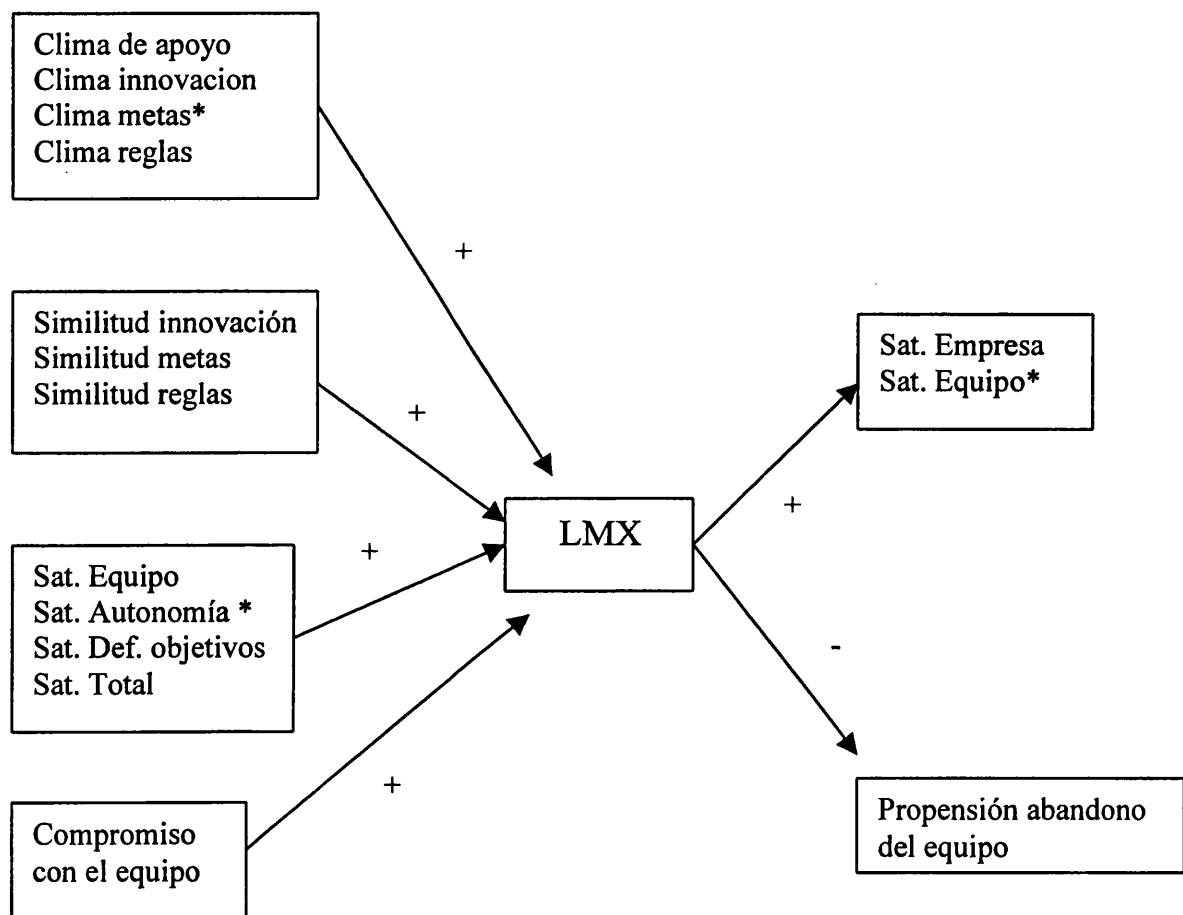 Clima de apoyo
Clima innovacion
Clima metas*
Clima reglas
+
Similitud innovación
Similitud metas
Similitud reglas
+
Sat. Equipo
Sat. Autonomía *
Sat. Def. objetivos
Sat. Total
+
Compromiso
con el equipo
+
LMX
Sat. Empresa
Sat. Equipo*
+
-
Propensión abandono
del equipo